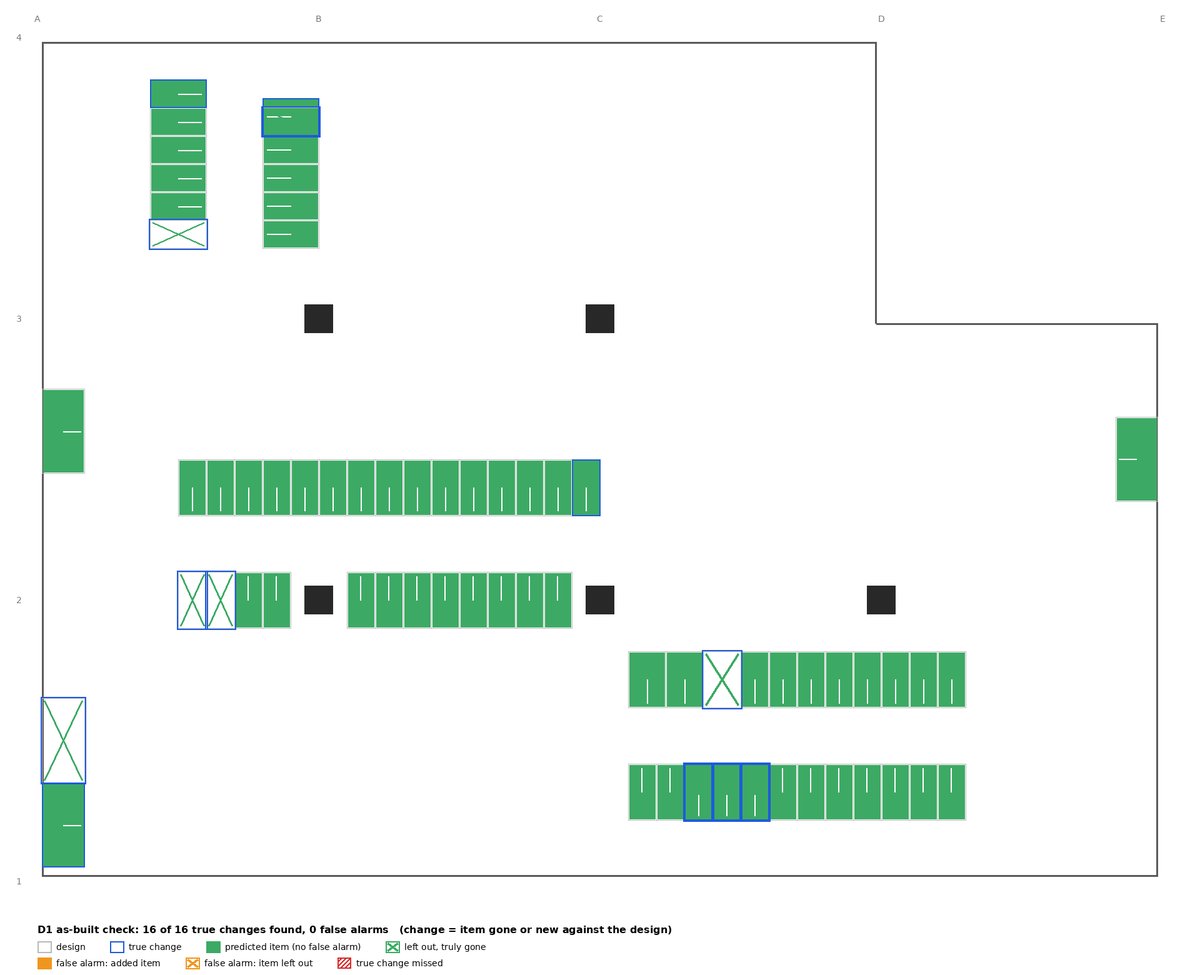 A B C D E
4
3
2
1
D1 as-built check: 16 of 16 true changes found, 0 false alarms (change = item gone or new against the design)
design true change predicted item (no false alarm) left out, truly gone
false alarm: added item false alarm: item left out true change missed